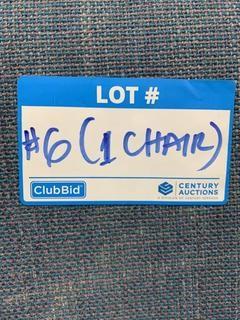 LOT #
#6 (1 CHAIR)
ClubBid
CENTURY
AUCTIONS